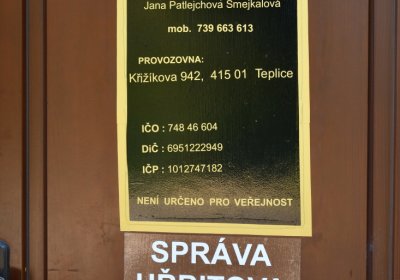 Jana Patlejchová Smejkalová
mob. 739 663 613
PROVOZOVNA:
Křižíkova 942, 415 01 Teplice
IČO : 748 46 604
DiČ : 6951222949
IČP : 1012747182
NENÍ URČENO PRO VEŘEJNOST
SPRÁVA